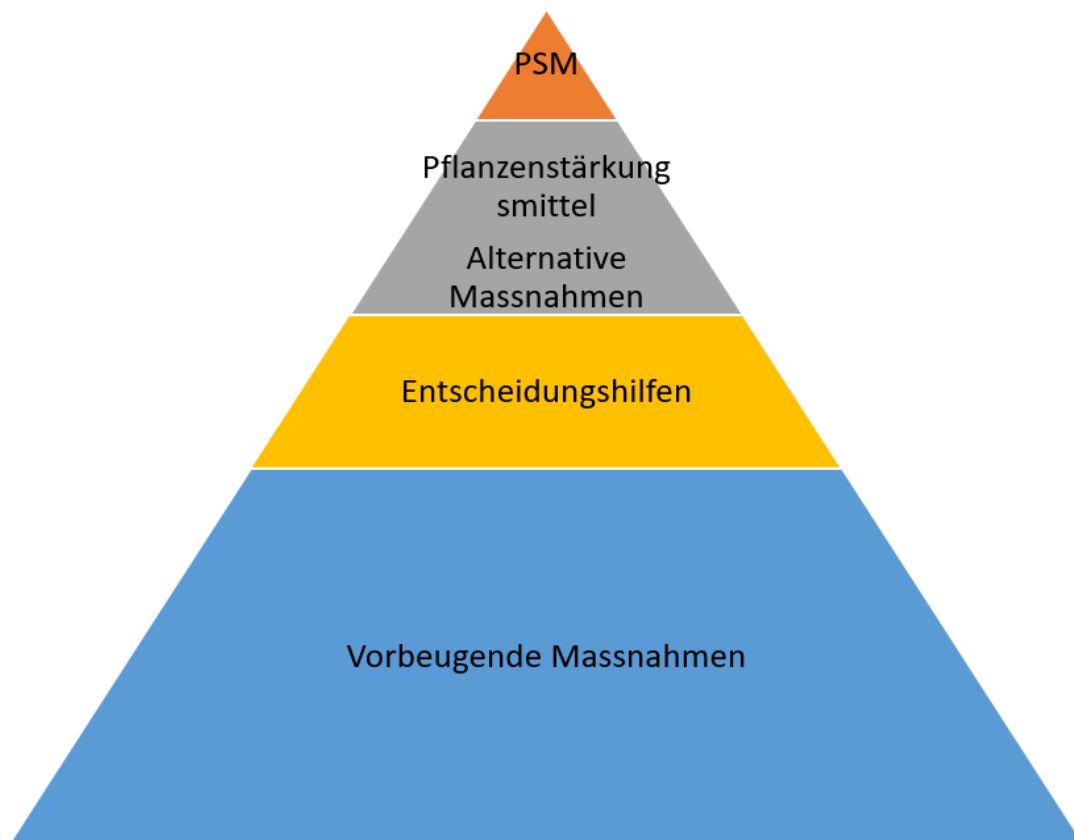 PSM
Pflanzenstärkung
smittel
Alternative
Massnahmen
Entscheidungshilfen
Vorbeugende Massnahmen